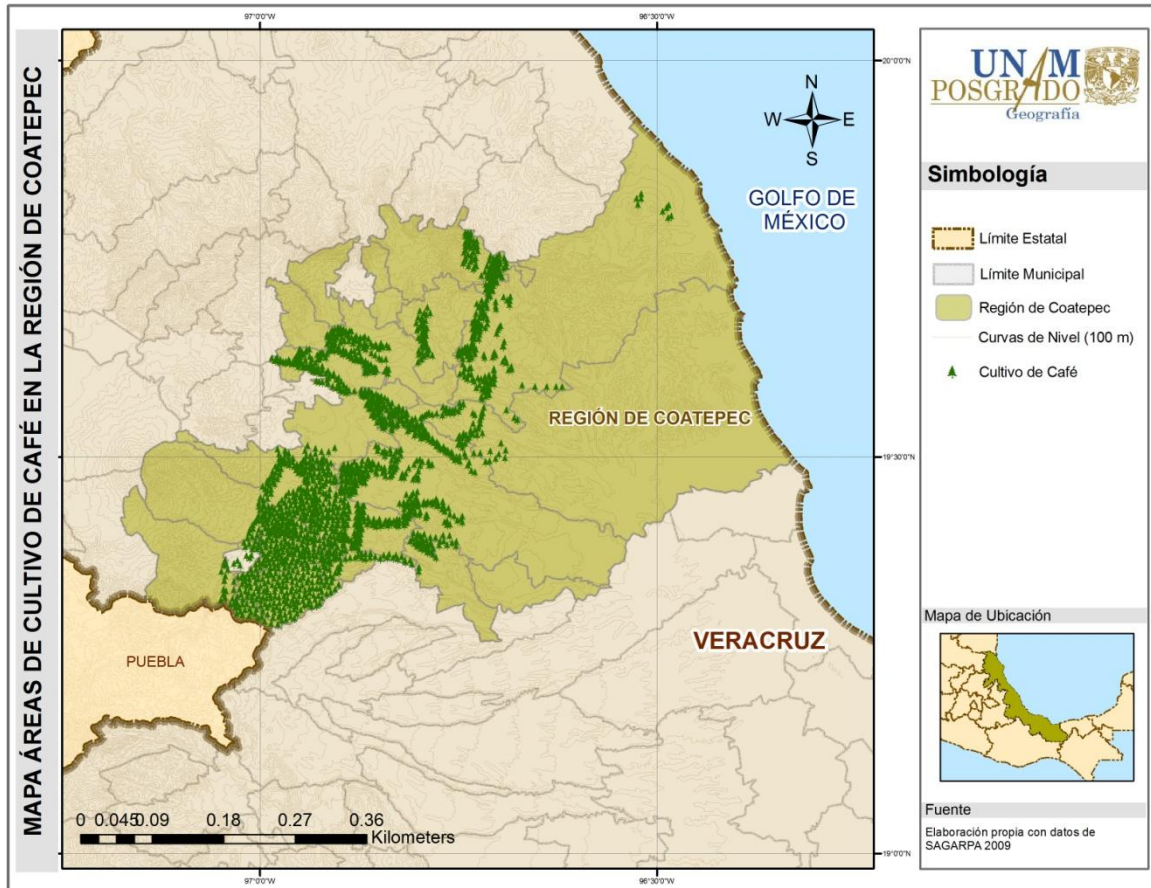 MAPA ÁREAS DE CULTIVO DE CAFÉ EN LA REGIÓN DE COATEPEC
97°0'0"W
96°30'0"W
20°0'0"N
N
W
E
S
GOLFO DE
MÉXICO
REGIÓN DE COATEPEC
19°30'0"N
VERACRUZ
PUEBLA
0 0.045 0.09 0.18 0.27 0.36
Kilometers
19°0'0"N
97°0'0"W
96°30'0"W
UNAM
POSGRADO
Geografía
Simbología
Límite Estatal
Límite Municipal
Región de Coatepec
Curvas de Nivel (100 m)
Cultivo de Café
Mapa de Ubicación
Fuente
Elaboración propia con datos de
SAGARPA 2009